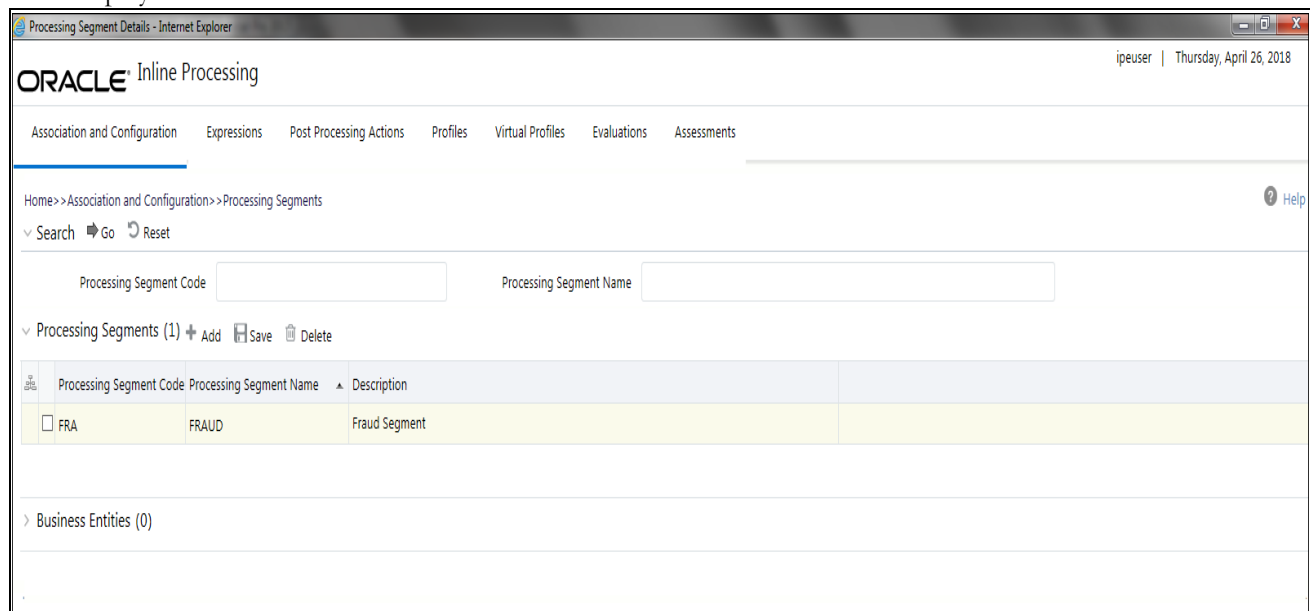 Processing Segment Details - Internet Explorer
ORACLE® Inline Processing
ipeuser | Thursday, April 26, 2018
Association and Configuration Expressions Post Processing Actions Profiles Virtual Profiles Evaluations Assessments
Home>>Association and Configuration>>Processing Segments
Help
Search Go Reset
Processing Segment Code Processing Segment Name
Processing Segments (1) Add Save Delete
Processing Segment Code Processing Segment Name Description
FRA FRAUD Fraud Segment
Business Entities (0)